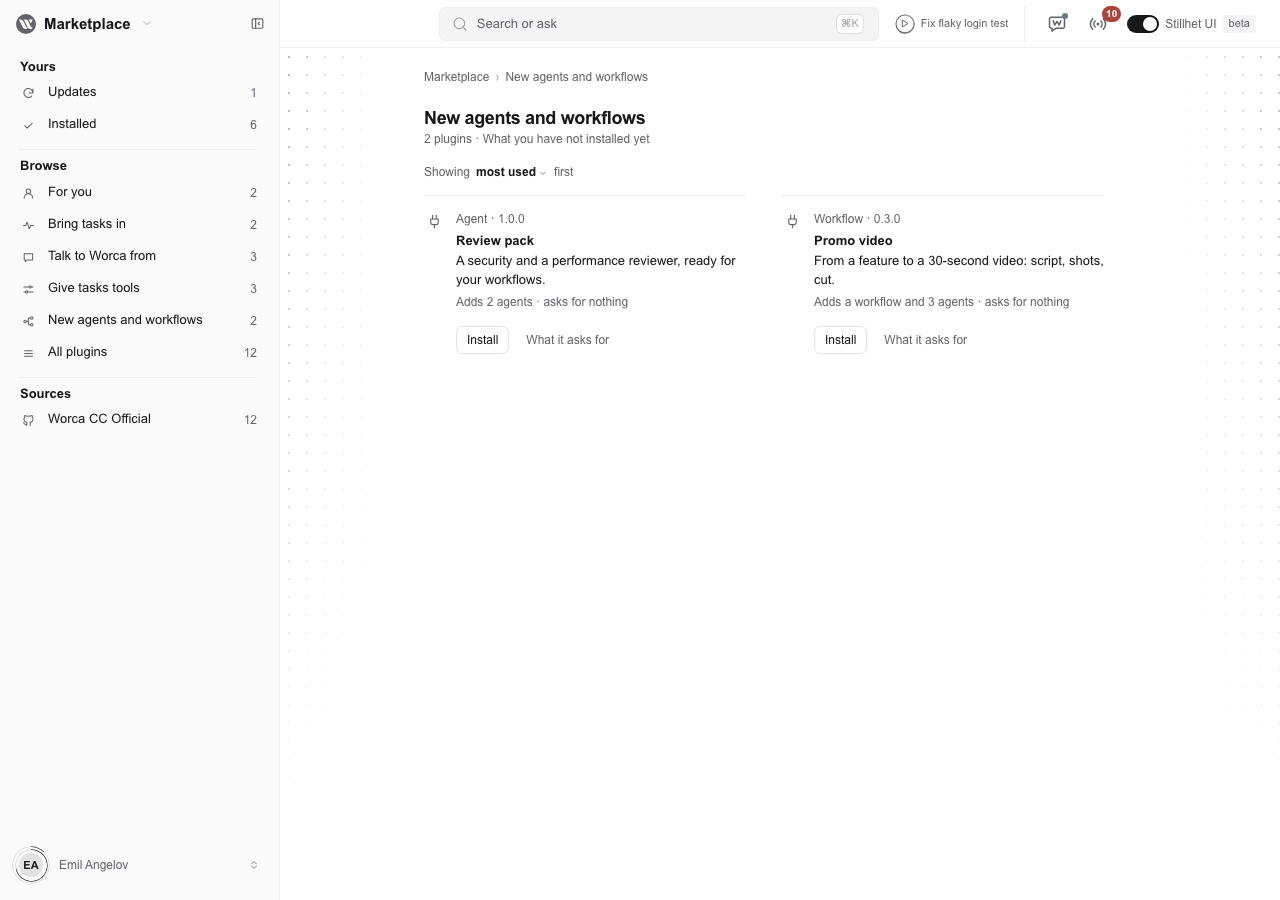 Marketplace
Search or ask
⌘K
Fix flaky login test
10
Stillhet UI
beta
Yours
Updates
1
Installed
6
Browse
For you
2
Bring tasks in
2
Talk to Worca from
3
Give tasks tools
3
New agents and workflows
2
All plugins
12
Sources
Worca CC Official
12
EA
Emil Angelov
Marketplace › New agents and workflows
New agents and workflows
2 plugins · What you have not installed yet
Showing most used first
Agent · 1.0.0
Review pack
A security and a performance reviewer, ready for
your workflows.
Adds 2 agents · asks for nothing
Install
What it asks for
Workflow · 0.3.0
Promo video
From a feature to a 30-second video: script, shots,
cut.
Adds a workflow and 3 agents · asks for nothing
Install
What it asks for